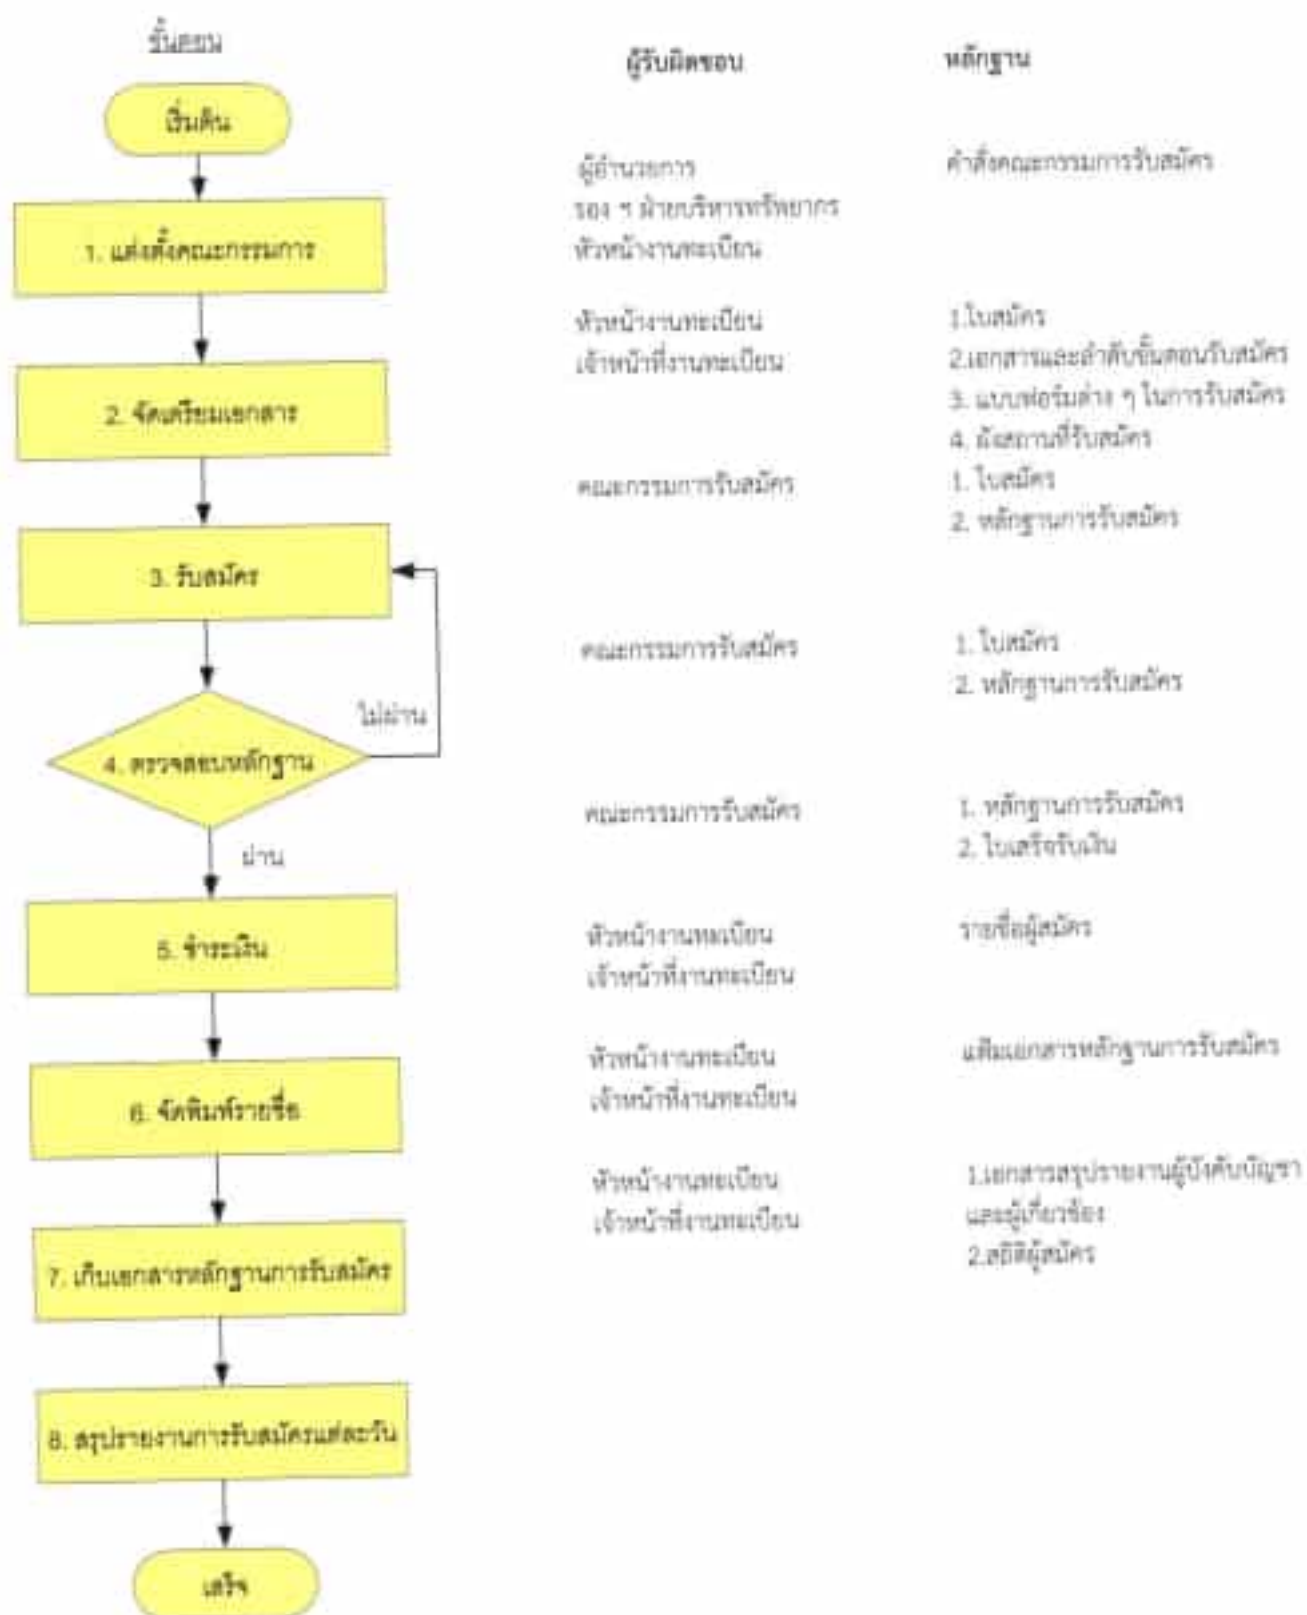 ขั้นตอน
เริ่มต้น
1. แต่งตั้งคณะกรรมการ
2. จัดเตรียมเอกสาร
3. รับสมัคร
ไม่ผ่าน
4. ตรวจสอบหลักฐาน
ผ่าน
5. ชำระเงิน
6. จัดพิมพ์รายชื่อ
7. เก็บเอกสารหลักฐานการรับสมัคร
8. สรุปรายงานการรับสมัครแต่ละวัน
เสร็จ
ผู้รับผิดชอบ
ผู้อำนวยการ
รอง ฯ ฝ่ายบริหารทรัพยากร
หัวหน้างานทะเบียน
หัวหน้างานทะเบียน
เจ้าหน้าที่งานทะเบียน
คณะกรรมการรับสมัคร
คณะกรรมการรับสมัคร
คณะกรรมการรับสมัคร
หัวหน้างานทะเบียน
เจ้าหน้าที่งานทะเบียน
หัวหน้างานทะเบียน
เจ้าหน้าที่งานทะเบียน
หัวหน้างานทะเบียน
เจ้าหน้าที่งานทะเบียน
หลักฐาน
คำสั่งคณะกรรมการรับสมัคร
1.ใบสมัคร
2.เอกสารและลำดับขั้นตอนรับสมัคร
3. แบบฟอร์มต่าง ๆ ในการรับสมัคร
4. ผังสถานที่รับสมัคร
1. ใบสมัคร
2. หลักฐานการรับสมัคร
1. ใบสมัคร
2. หลักฐานการรับสมัคร
1. หลักฐานการรับสมัคร
2. ใบเสร็จรับเงิน
รายชื่อผู้สมัคร
แฟ้มเอกสารหลักฐานการรับสมัคร
1.เอกสารสรุปรายงานผู้บังคับบัญชา
และผู้เกี่ยวข้อง
2.สถิติผู้สมัคร